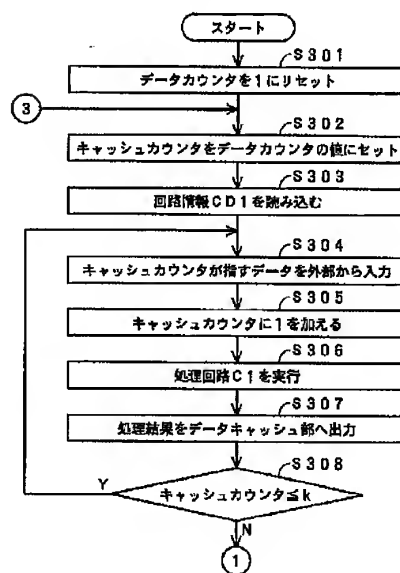 スタート
S301
データカウンタを1にリセット
3
S302
キャッシュカウンタをデータカウンタの値にセット
S303
回路情報CD1を読み込む
S304
キャッシュカウンタが指すデータを外部から入力
S305
キャッシュカウンタに1を加える
S306
処理回路C1を実行
S307
処理結果をデータキャッシュ部へ出力
S308
Y
キャッシュカウンタ≦k
N
1